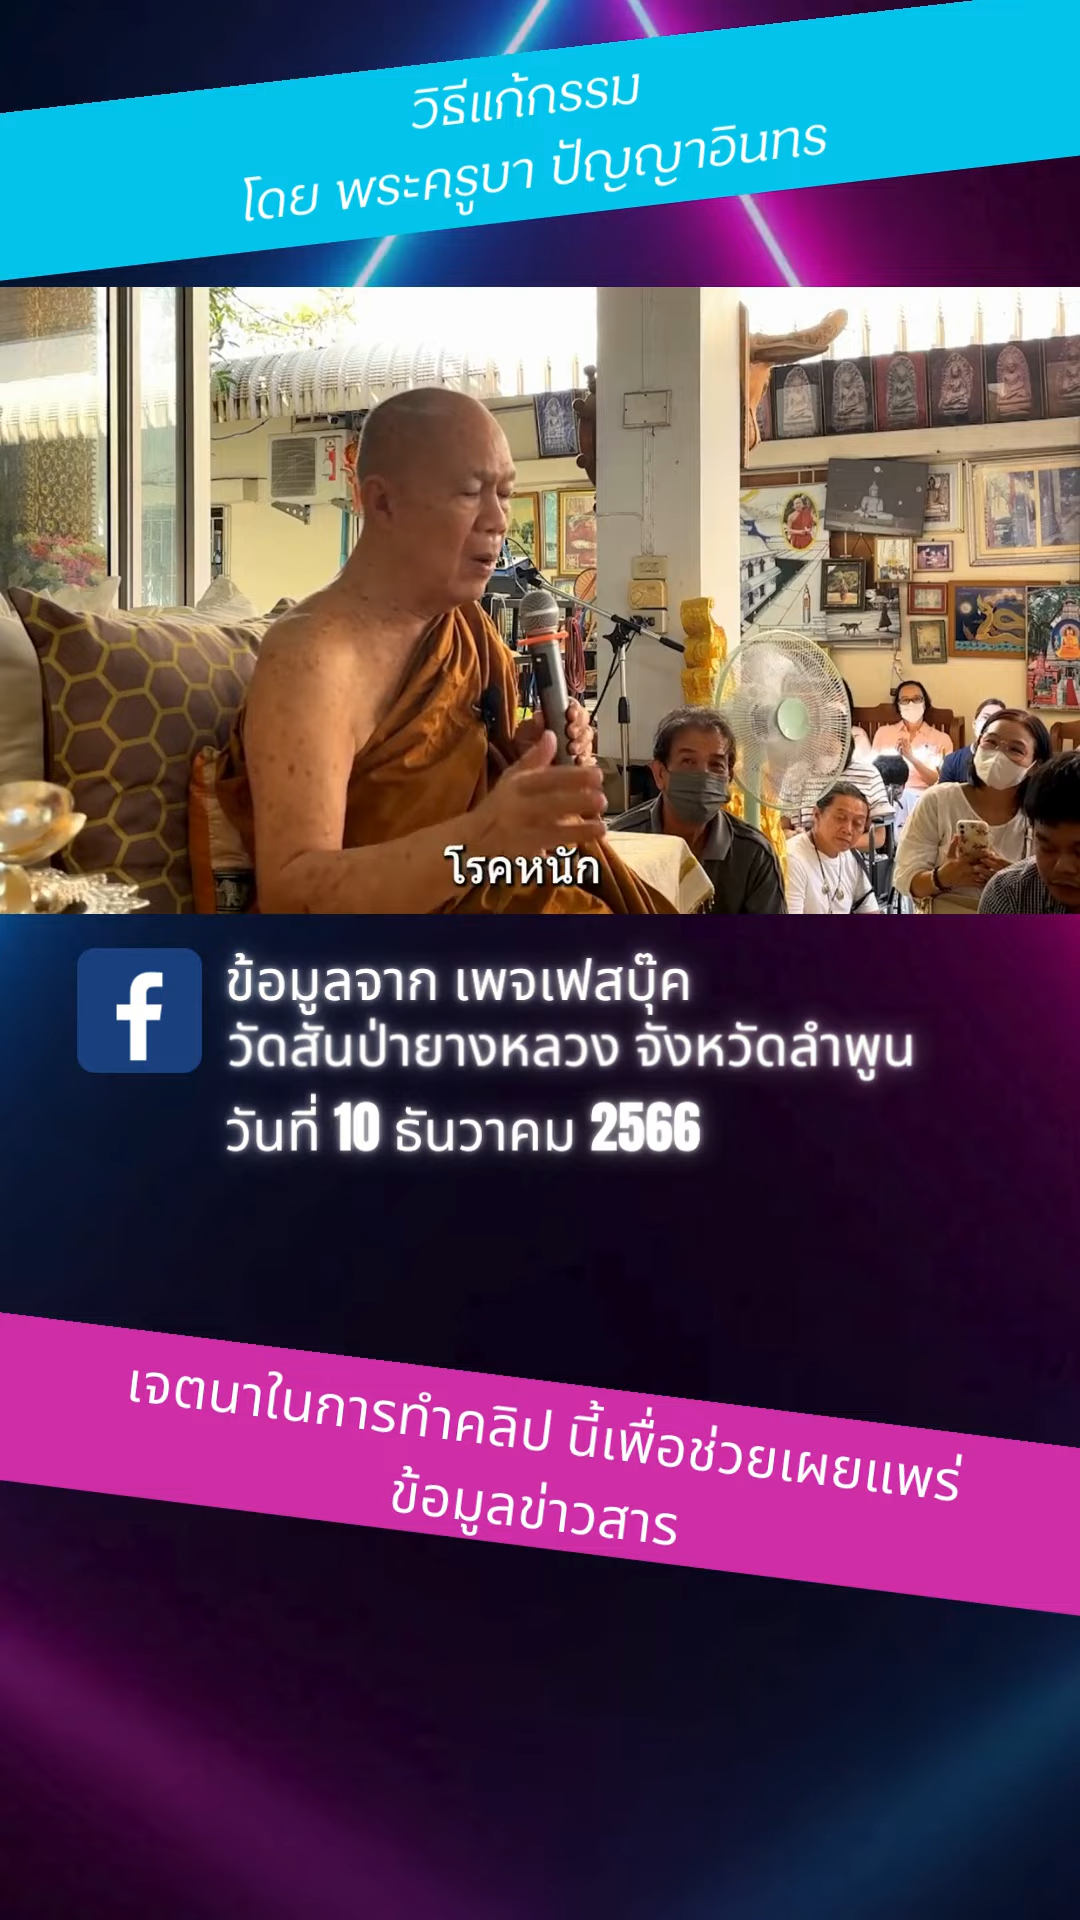 วิธีแก้กรรม
โดย พระครูบา ปัญญาอินทร
โรคหนัก
ข้อมูลจาก เพจเฟสบุ๊ค
วัดสันป่ายางหลวง จังหวัดลำพูน
วันที่ 10 ธันวาคม 2566
เจตนาในการทำคลิป นี้เพื่อช่วยเผยแพร่
ข้อมูลข่าวสาร